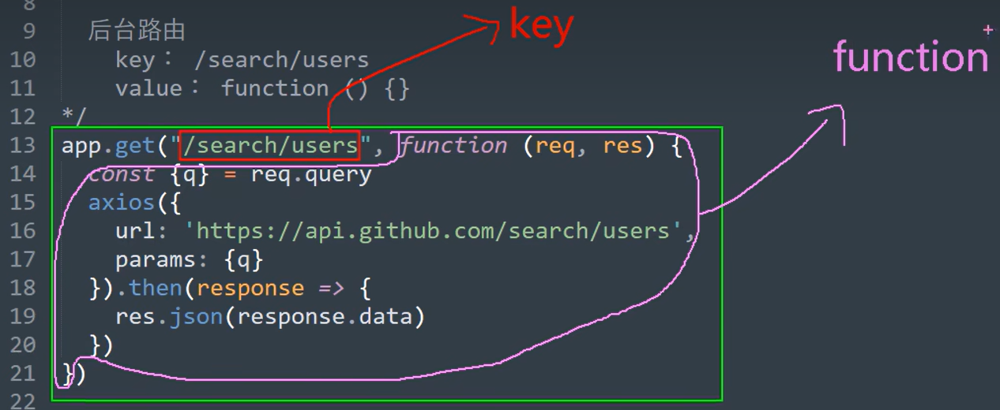 8
9 后台路由 key
10 key： /search/users function
11 value： function () {}
12 */
13 app.get("/search/users", function (req, res) {
14 const {q} = req.query
15 axios({
16 url: 'https://api.github.com/search/users',
17 params: {q}
18 }).then(response => {
19 res.json(response.data)
20 })
21 })
22